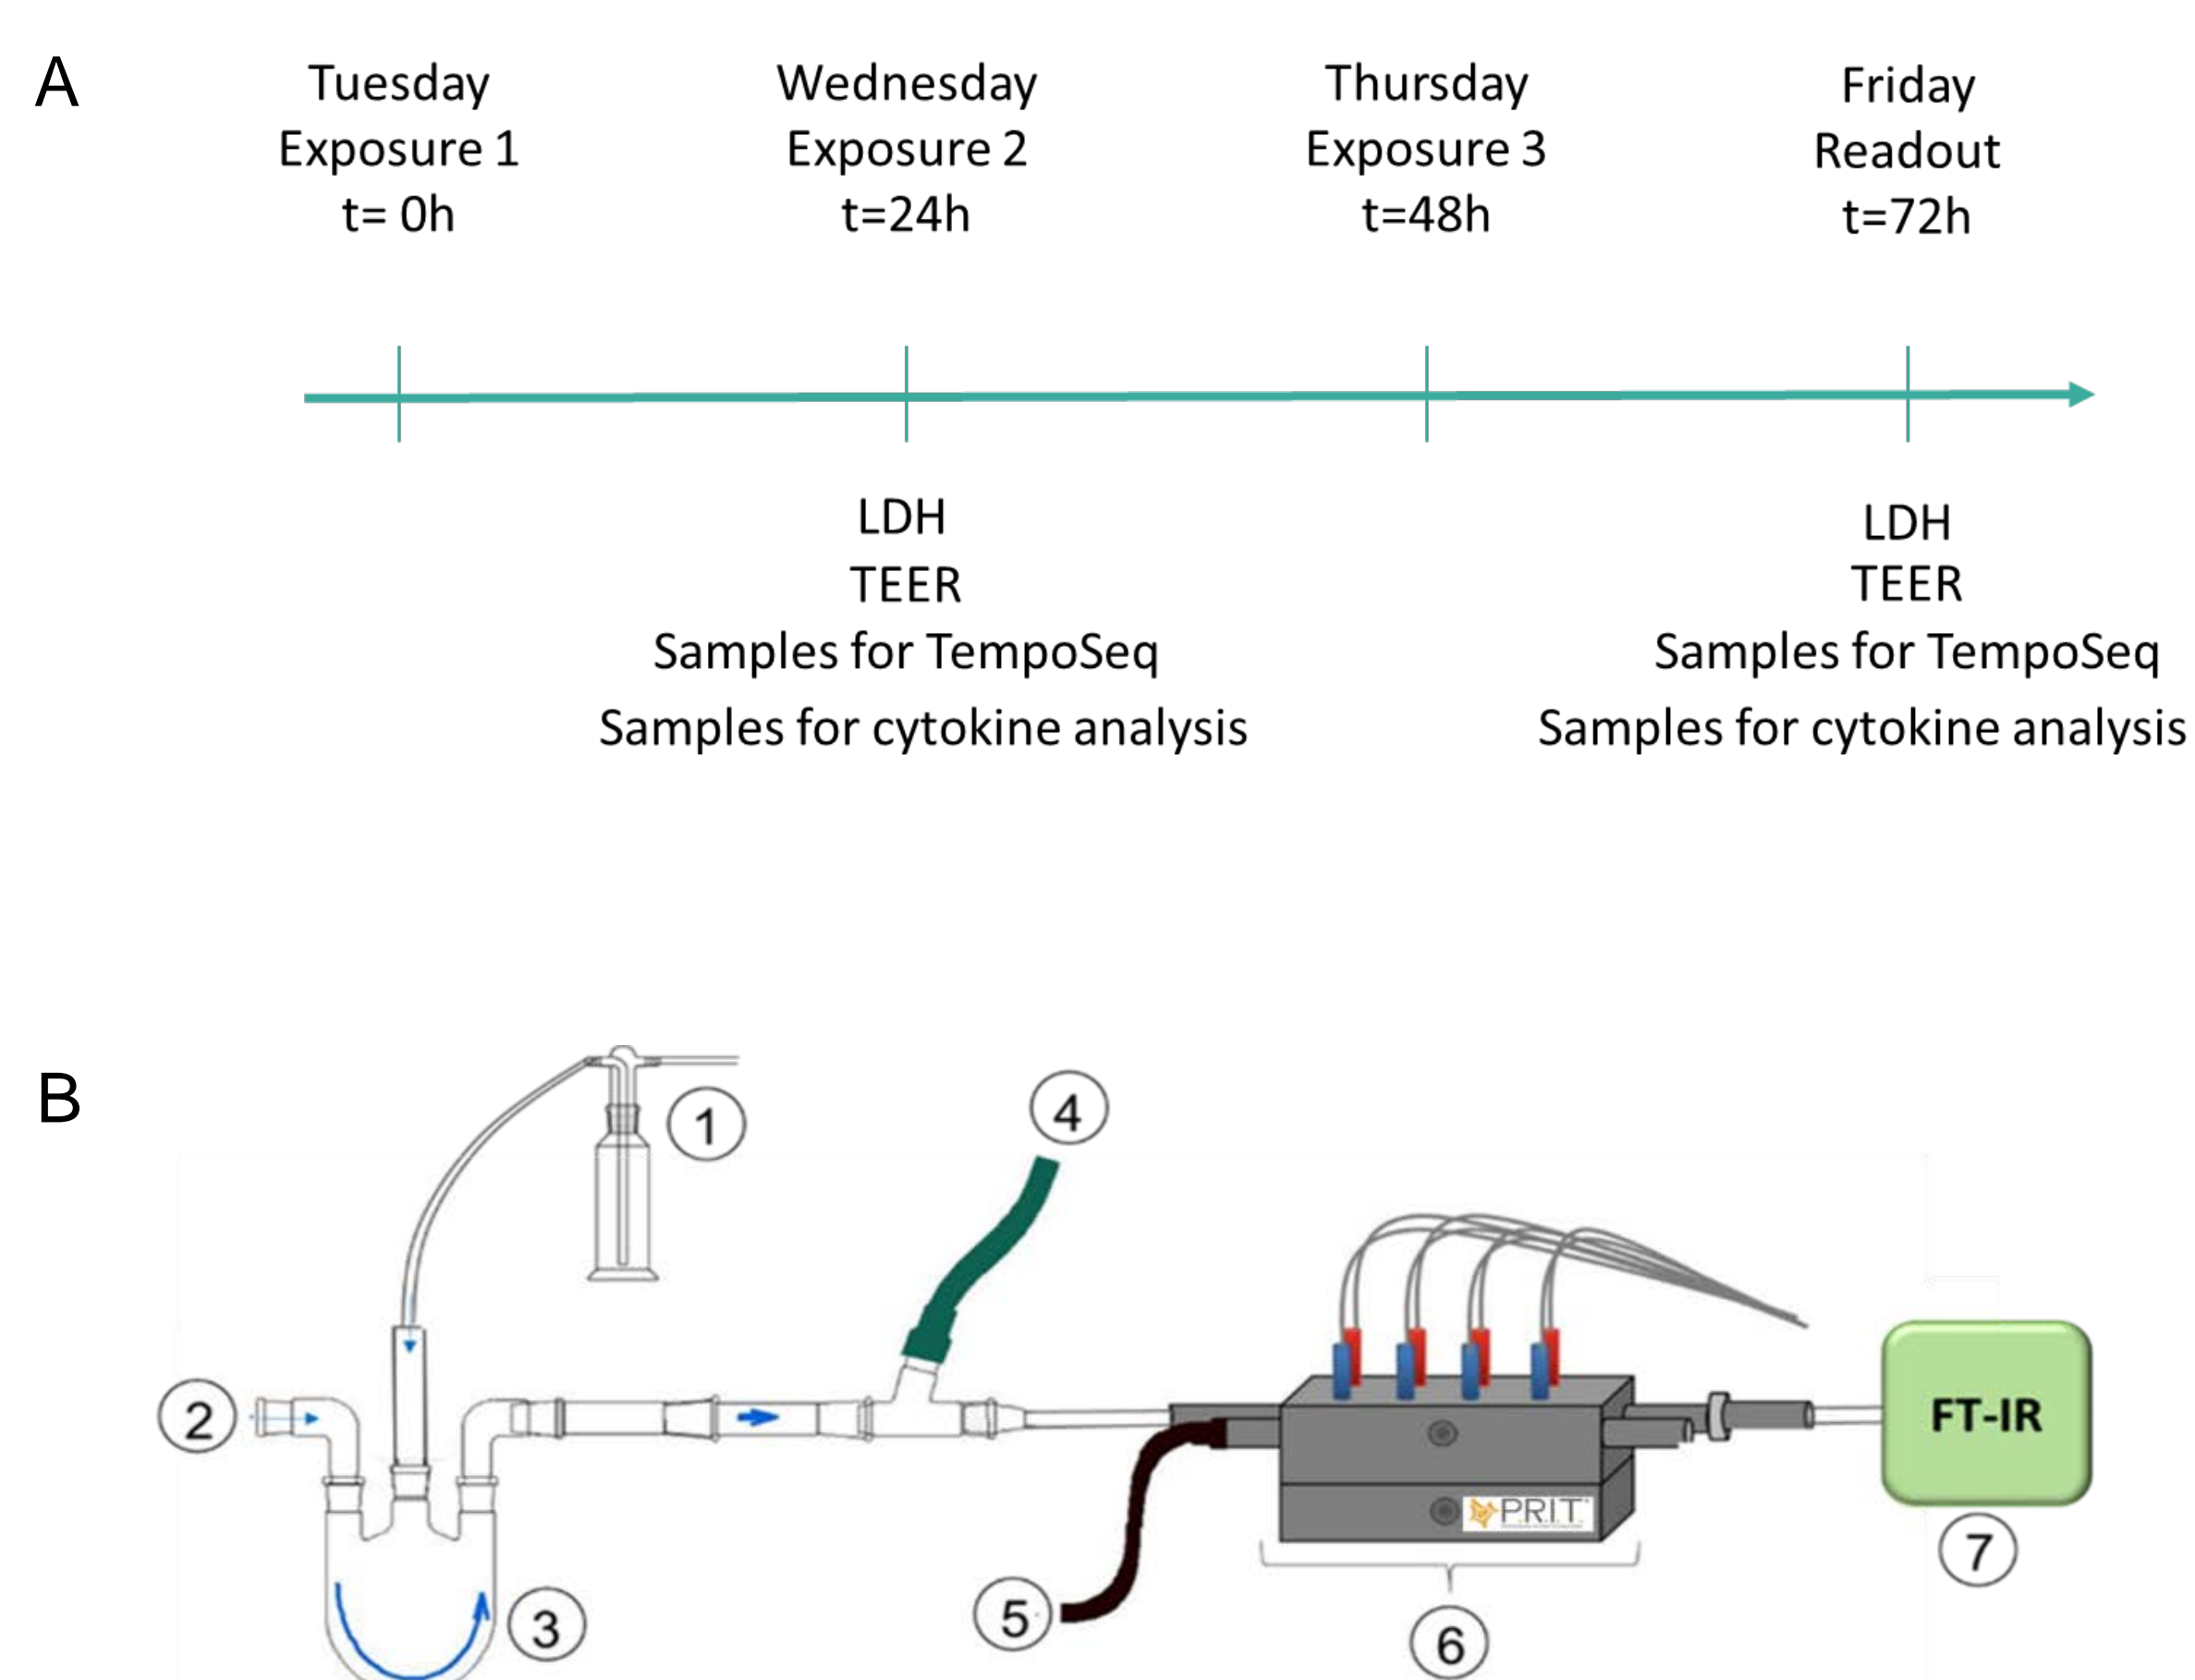 A
Tuesday
Exposure 1
t= 0h
Wednesday
Exposure 2
t=24h
Thursday
Exposure 3
t=48h
Friday
Readout
t=72h
LDH
TEER
Samples for TempoSeq
Samples for cytokine analysis
LDH
TEER
Samples for TempoSeq
Samples for cytokine analysis
B
1
2
3
4
5
6
7
P.R.I.T.
FT-IR